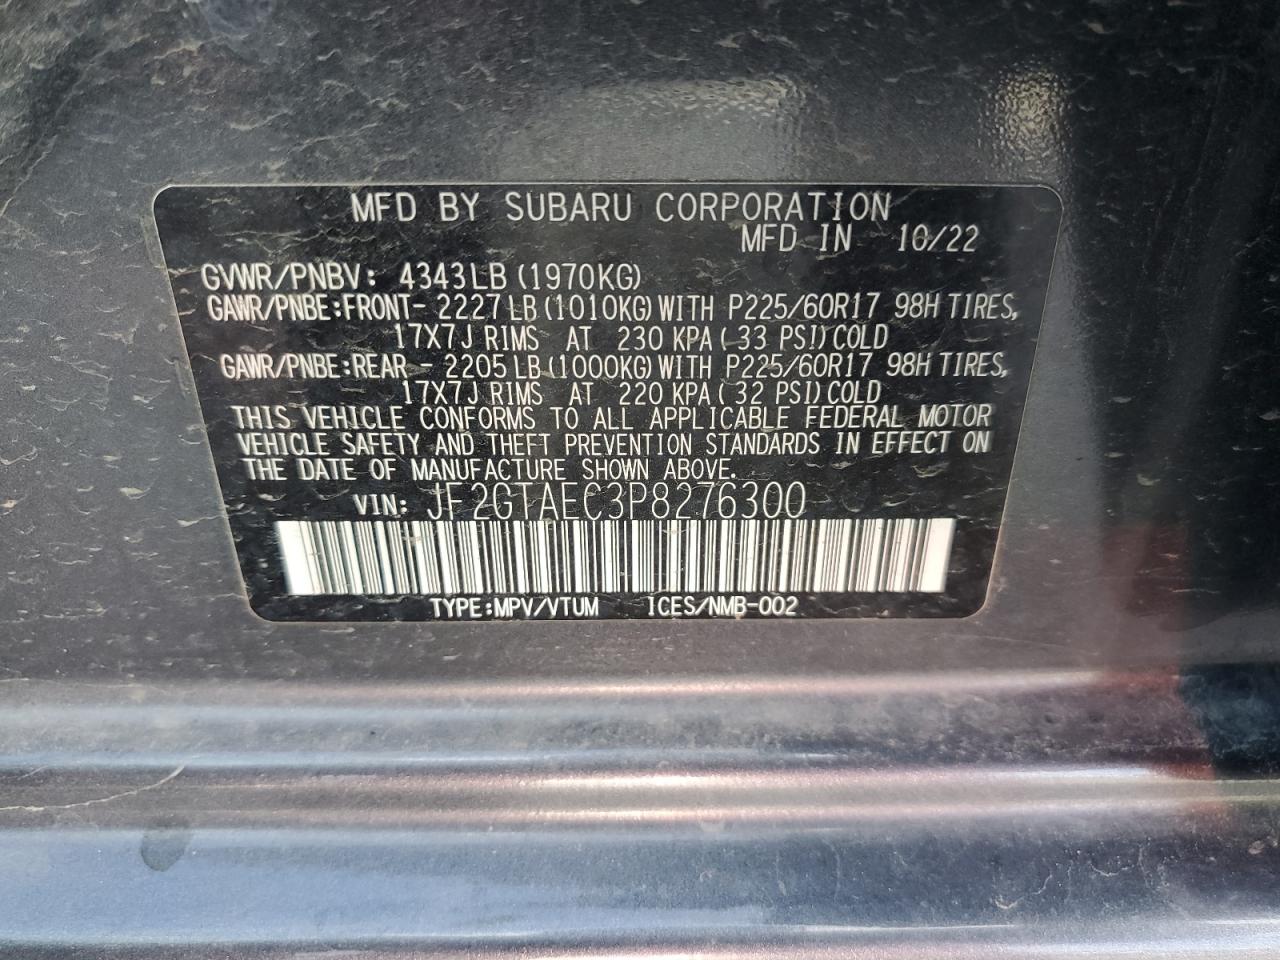 MFD BY SUBARU CORPORATION
MFD IN 10/22
GVWR/PNBV: 4343LB (1970KG)
GAWR/PNBE:FRONT- 2227LB (1010KG) WITH P225/60R17 98H TIRES,
17X7J RIMS AT 230 KPA ( 33 PSI) COLD
GAWR/PNBE:REAR - 2205LB (1000KG) WITH P225/60R17 98H TIRES,
17X7J RIMS AT 220 KPA ( 32 PSI) COLD
THIS VEHICLE CONFORMS TO ALL APPLICABLE FEDERAL MOTOR
VEHICLE SAFETY AND THEFT PREVENTION STANDARDS IN EFFECT ON
THE DATE OF MANUFACTURE SHOWN ABOVE.
VIN: JF2GTAEC3P8276300
TYPE:MPV/VTUM ICES/NMB-002